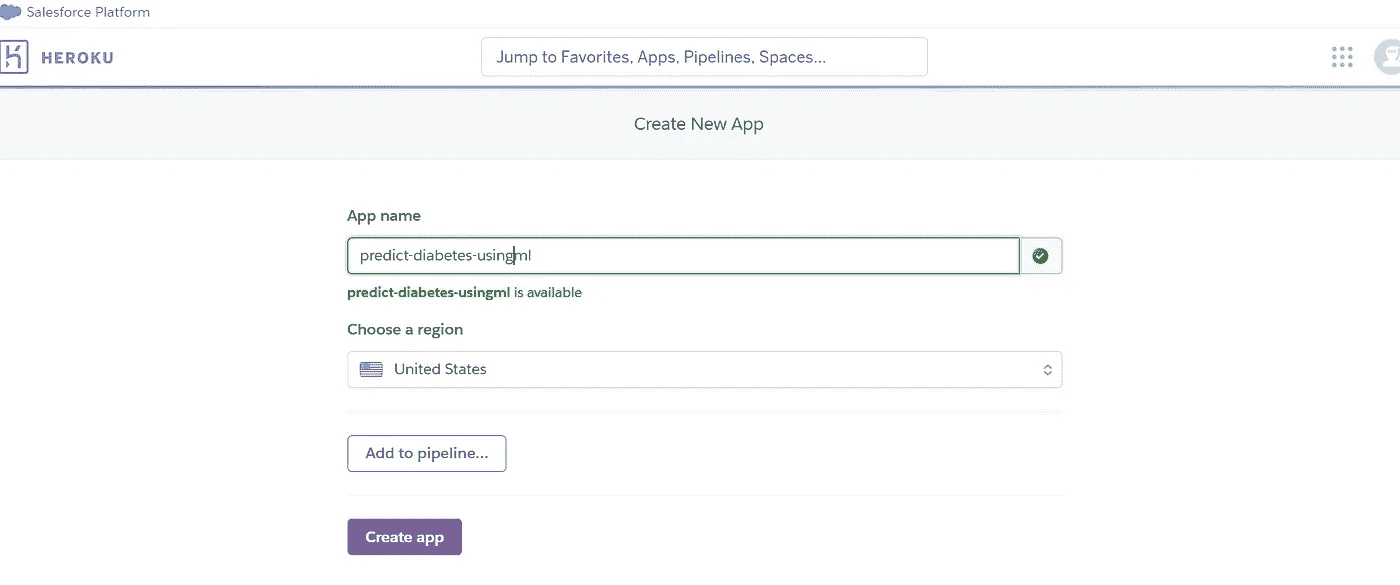 Salesforce Platform
HEROKU
Jump to Favorites, Apps, Pipelines, Spaces...
Create New App
App name
predict-diabetes-usingml
predict-diabetes-usingml is available
Choose a region
United States
Add to pipeline...
Create app